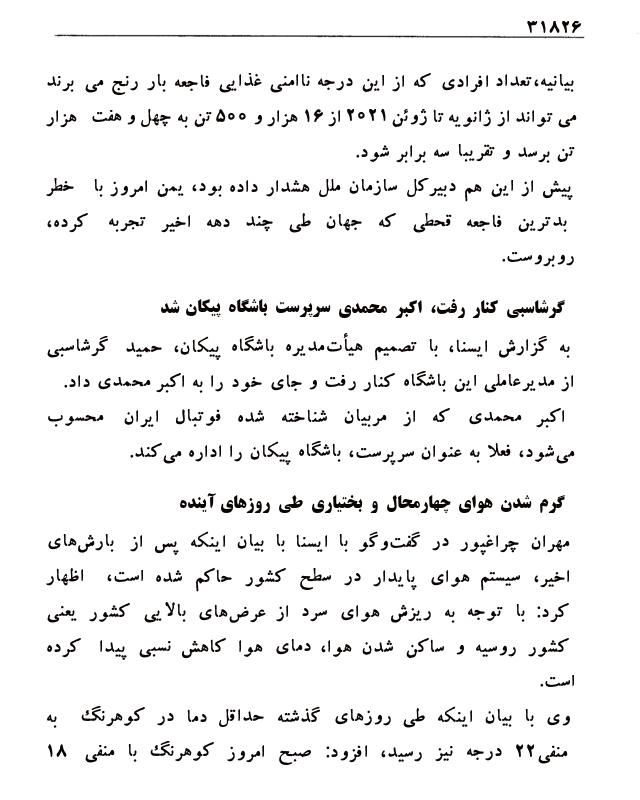 ۳۱۸۲۶
بیانیه،تعداد افرادی که از این درجه ناامنی غذایی فاجعه بار رنج می برند
می تواند از ژانویه تا ژوئن ۲۰۲۱ از ۱۶ هزار و ۵۰۰ تن به چهل و هفت هزار
تن برسد و تقریبا سه برابر شود.
پیش از این هم دبیرکل سازمان ملل هشدار داده بود، یمن امروز با خطر
بدترین فاجعه قحطی که جهان طی چند دهه اخیر تجربه کرده،
روبروست.
گرشاسبی کنار رفت، اکبر محمدی سرپرست باشگاه پیکان شد
به گزارش ایسنا، با تصمیم هیأت‌مدیره باشگاه پیکان، حمید گرشاسبی
از مدیرعاملی این باشگاه کنار رفت و جای خود را به اکبر محمدی داد.
اکبر محمدی که از مربیان شناخته شده فوتبال ایران محسوب
می‌شود، فعلا به عنوان سرپرست، باشگاه پیکان را اداره می‌کند.
گرم شدن هوای چهارمحال و بختیاری طی روزهای آینده
مهران چراغپور در گفت‌وگو با ایسنا با بیان اینکه پس از بارش‌های
اخیر، سیستم هوای پایدار در سطح کشور حاکم شده است، اظهار
کرد: با توجه به ریزش هوای سرد از عرض‌های بالایی کشور یعنی
کشور روسیه و ساکن شدن هوا، دمای هوا کاهش نسبی پیدا کرده
است.
وی با بیان اینکه طی روزهای گذشته حداقل دما در کوهرنگ به
منفی۲۲ درجه نیز رسید، افزود: صبح امروز کوهرنگ با منفی ۱۸